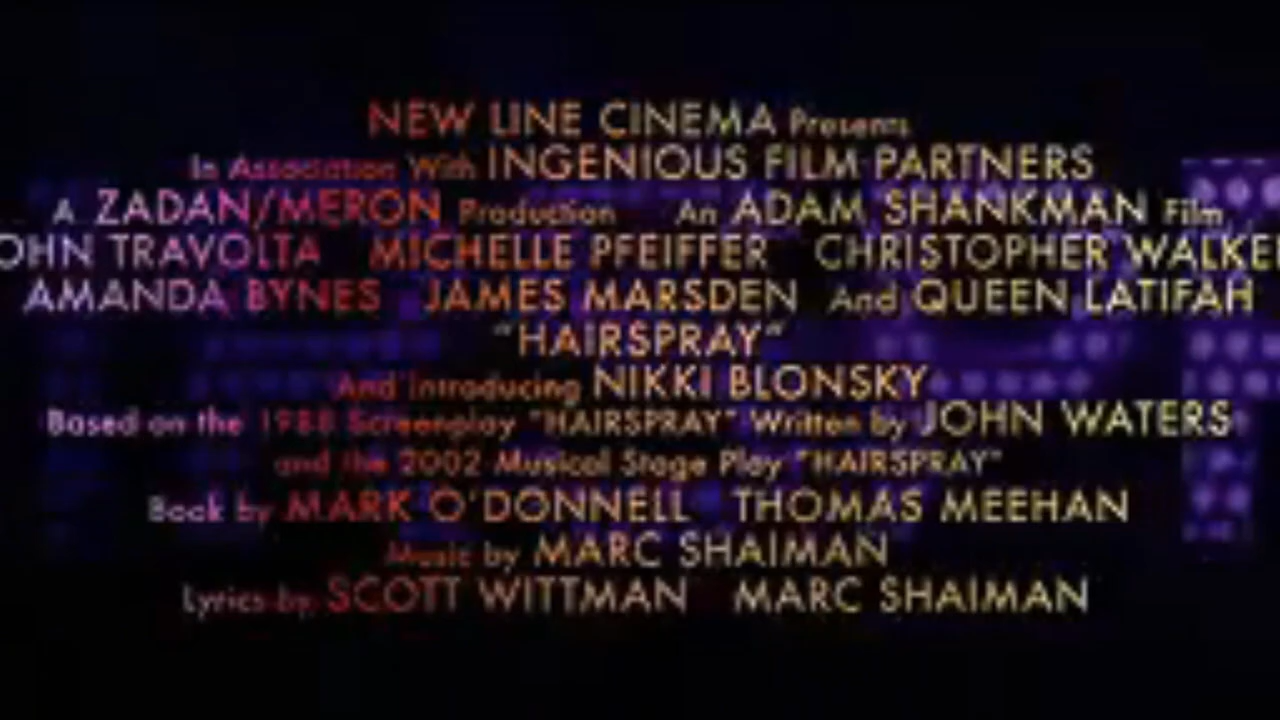 NEW LINE CINEMA Presents
In Association With INGENIOUS FILM PARTNERS
A ZADAN/MERON Production An ADAM SHANKMAN Film
OHN TRAVOLTA MICHELLE PFEIFFER CHRISTOPHER WALKE
AMANDA BYNES JAMES MARSDEN And QUEEN LATIFAH
"HAIRSPRAY"
And Introducing NIKKI BLONSKY
Based on the 1988 Screenplay "HAIRSPRAY" Written by JOHN WATERS
and the 2002 Musical Stage Play "HAIRSPRAY"
Book by MARK O'DONNELL THOMAS MEEHAN
Music by MARC SHAIMAN
Lyrics by SCOTT WITTMAN MARC SHAIMAN